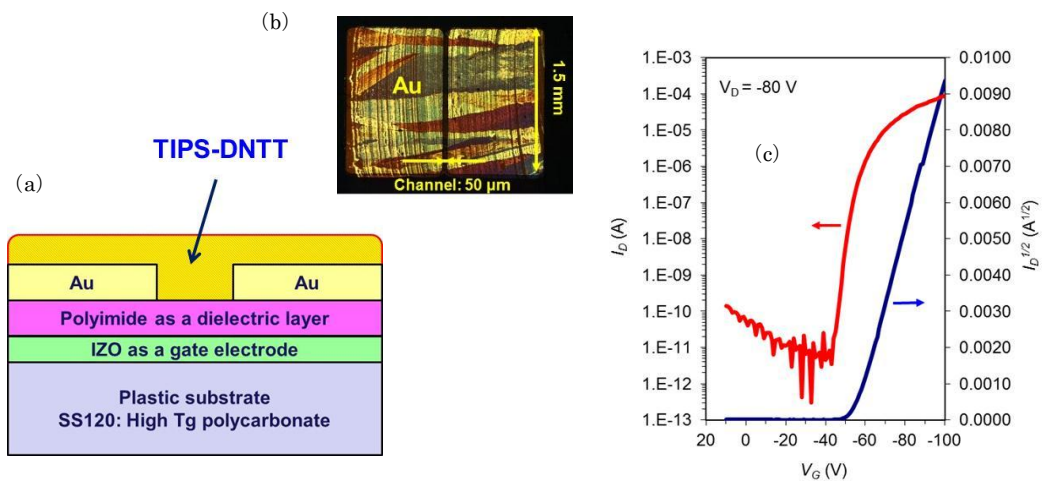 (a)
TIPS-DNTT
Au
Au
Polyimide as a dielectric layer
IZO as a gate electrode
Plastic substrate
SS120: High Tg polycarbonate
(b)
Au
1.5 mm
Channel: 50 μm
(c)
V_D = -80 V
I_D (A)
1.E-03
1.E-04
1.E-05
1.E-06
1.E-07
1.E-08
1.E-09
1.E-10
1.E-11
1.E-12
1.E-13
20 0 -20 -40 -60 -80 -100
V_G (V)
0.0100
0.0090
0.0080
0.0070
0.0060
0.0050
0.0040
0.0030
0.0020
0.0010
0.0000
I_D^1/2 (A^1/2)